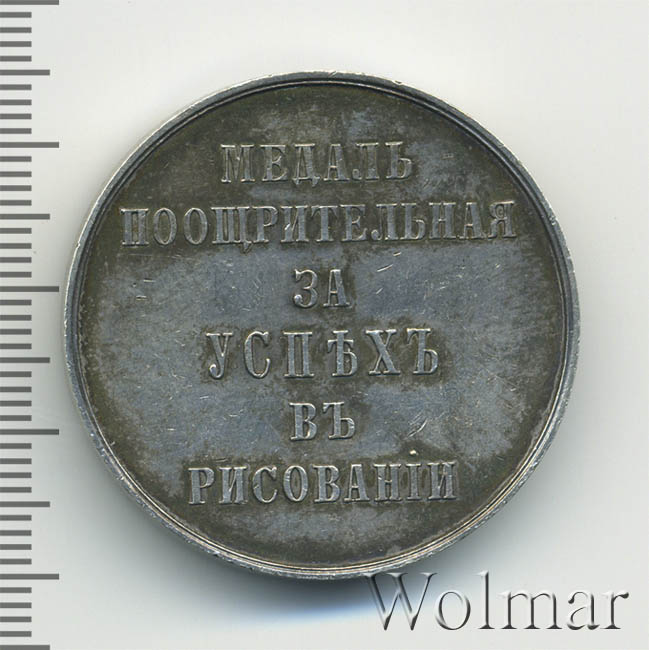 МЕДАЛЬ
ПООЩРИТЕЛЬНАЯ
ЗА
УСПѢХЪ
ВЪ
РИСОВАНІИ
Wolmar